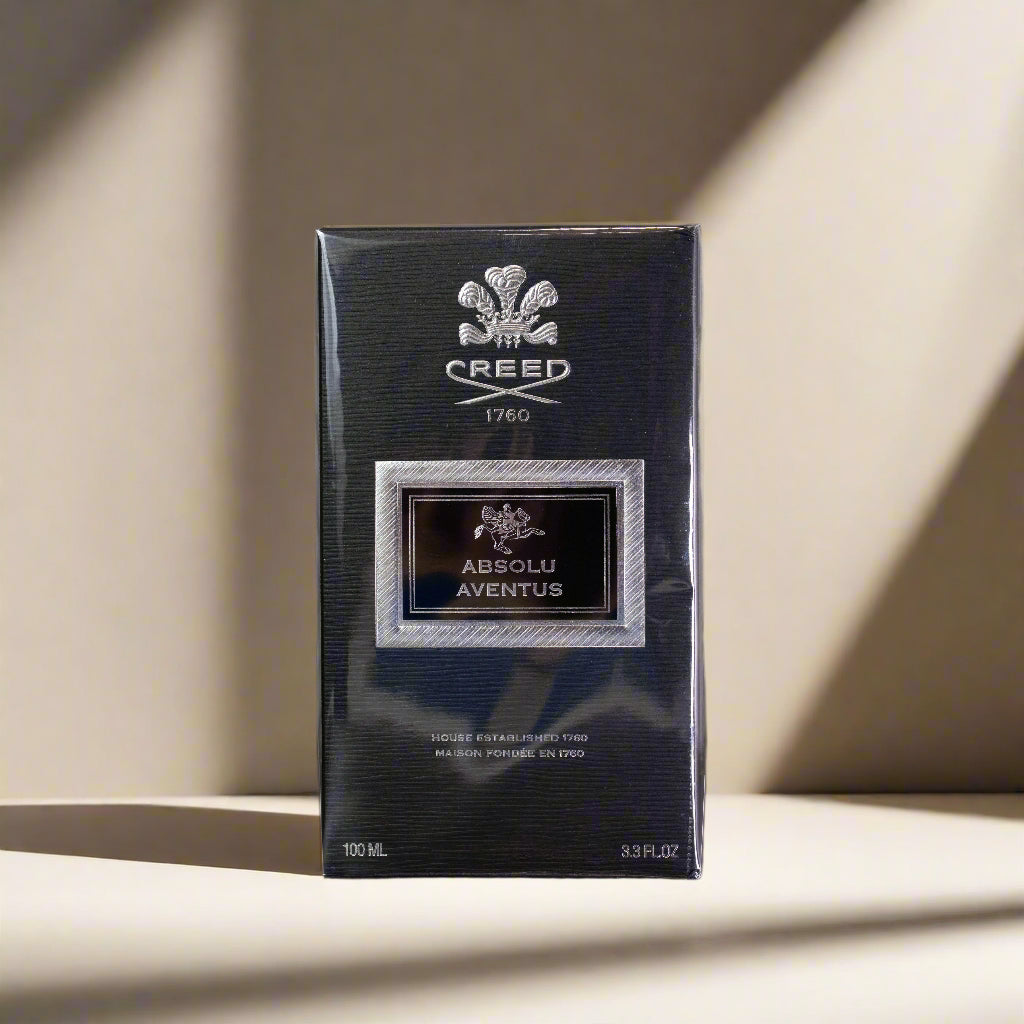 CREED
1760
ABSOLU
AVENTUS
HOUSE ESTABLISHED 1760
MAISON FONDÉE EN 1760
100 ML
3.3 FL.OZ